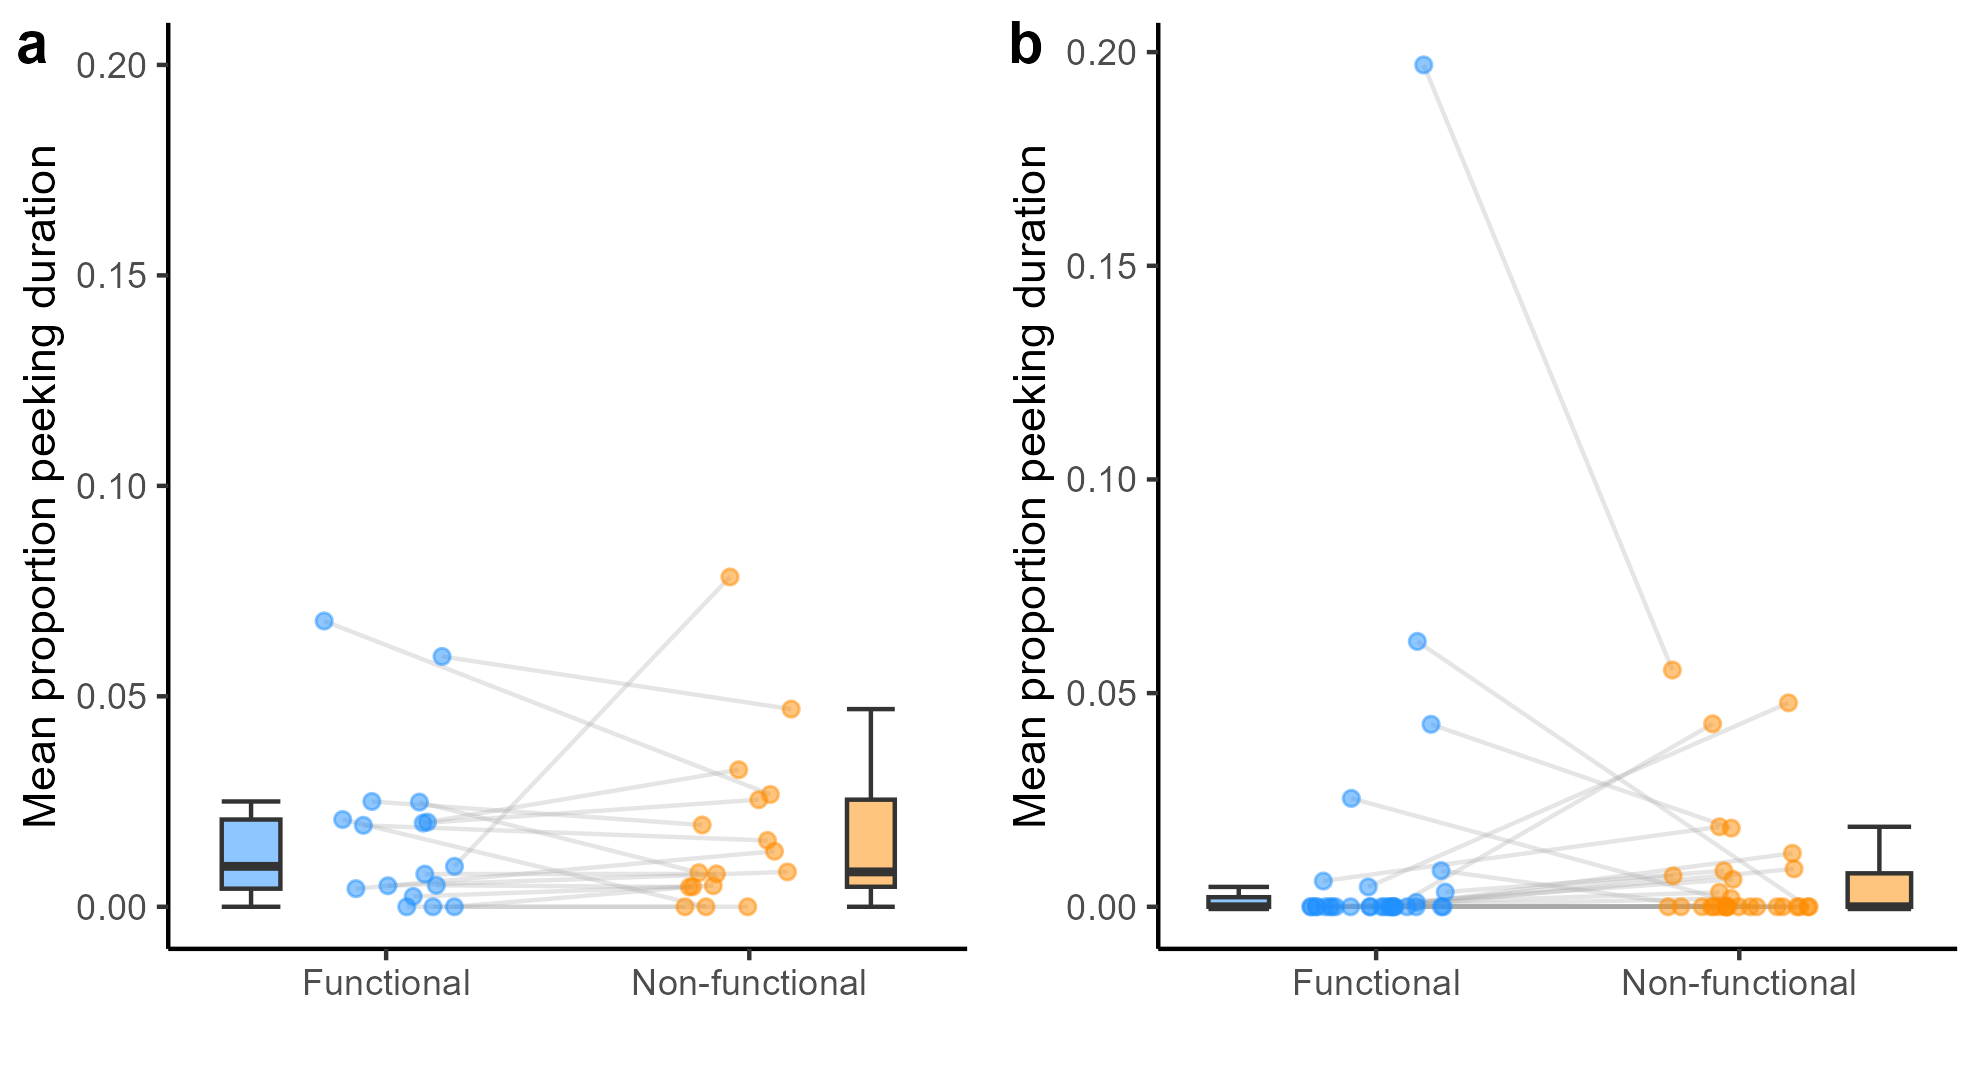 a
Mean proportion peeking duration
0.20
0.15
0.10
0.05
0.00
Functional
Non-functional
b
Mean proportion peeking duration
0.20
0.15
0.10
0.05
0.00
Functional
Non-functional